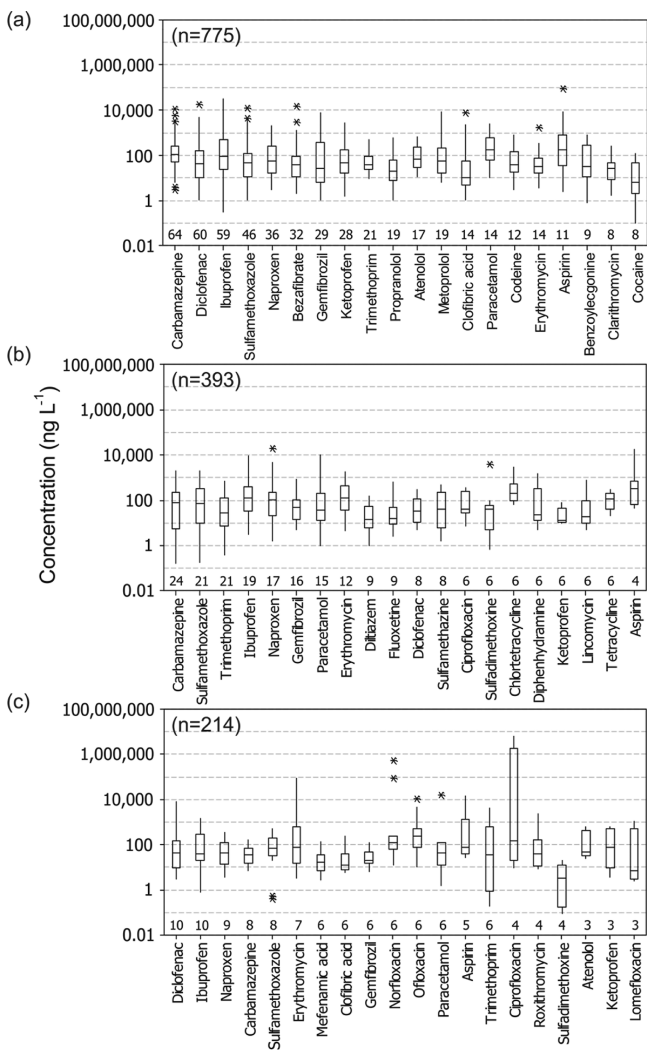 (a)
100,000,000
(n=775)
1,000,000
10,000
100
1
0.01
64 60 59 46 36 32 29 28 21 19 17 19 14 14 12 14 11 9 8 8
Carbamazepine
Diclofenac
Ibuprofen
Sulfamethoxazole
Naproxen
Bezafibrate
Gemfibrozil
Ketoprofen
Trimethoprim
Propranolol
Atenolol
Metoprolol
Clofibric acid
Paracetamol
Codeine
Erythromycin
Aspirin
Benzoylecgonine
Clarithromycin
Cocaine
Concentration (ng L-1)
(b)
100,000,000
(n=393)
1,000,000
10,000
100
1
0.01
24 21 21 19 17 16 15 12 9 9 8 8 6 6 6 6 6 6 6 4
Carbamazepine
Sulfamethoxazole
Trimethoprim
Ibuprofen
Naproxen
Gemfibrozil
Paracetamol
Erythromycin
Diltiazem
Fluoxetine
Diclofenac
Sulfamethazine
Ciprofloxacin
Sulfadimethoxine
Chlortetracycline
Diphenhydramine
Ketoprofen
Lincomycin
Tetracycline
Aspirin
(c)
100,000,000
(n=214)
1,000,000
10,000
100
1
0.01
10 10 9 8 8 7 6 6 6 6 6 6 5 6 4 4 4 3 3 3
Diclofenac
Ibuprofen
Naproxen
Carbamazepine
Sulfamethoxazole
Erythromycin
Mefenamic acid
Clofibric acid
Gemfibrozil
Norfloxacin
Ofloxacin
Paracetamol
Aspirin
Trimethoprim
Ciprofloxacin
Roxithromycin
Sulfadimethoxine
Atenolol
Ketoprofen
Lomefloxacin